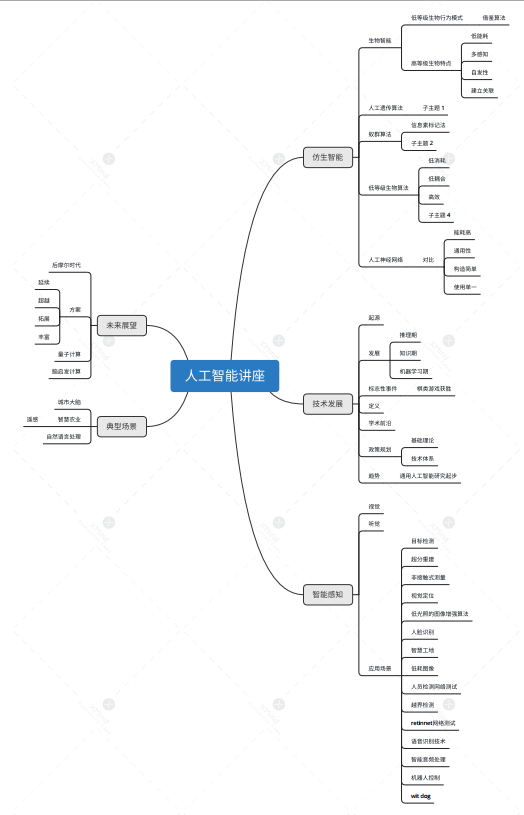 人工智能讲座
仿生智能
生物智能
低等级生物行为模式
借鉴算法
高等级生物特点
低能耗
多感知
自发性
建立关联
人工遗传算法
子主题 1
蚁群算法
信息素标记法
子主题 2
低等级生物算法
低消耗
低耦合
高效
子主题 4
人工神经网络
对比
能耗高
通用性
构造简单
使用单一
技术发展
起源
发展
推理期
知识期
机器学习期
标志性事件
棋类游戏获胜
定义
学术前沿
政策规划
基础理论
技术体系
趋势
通用人工智能研究起步
智能感知
视觉
听觉
应用场景
目标检测
超分重建
非接触式测量
视觉定位
低光照的图像增强算法
人脸识别
智慧工地
低耗图像
人员检测网络测试
越界检测
retinnet网络测试
语音识别技术
智能音频处理
机器人控制
wit dog
未来展望
后摩尔时代
方案
延续
超越
拓展
丰富
量子计算
脑启发计算
典型场景
城市大脑
智慧农业
遥感
自然语言处理